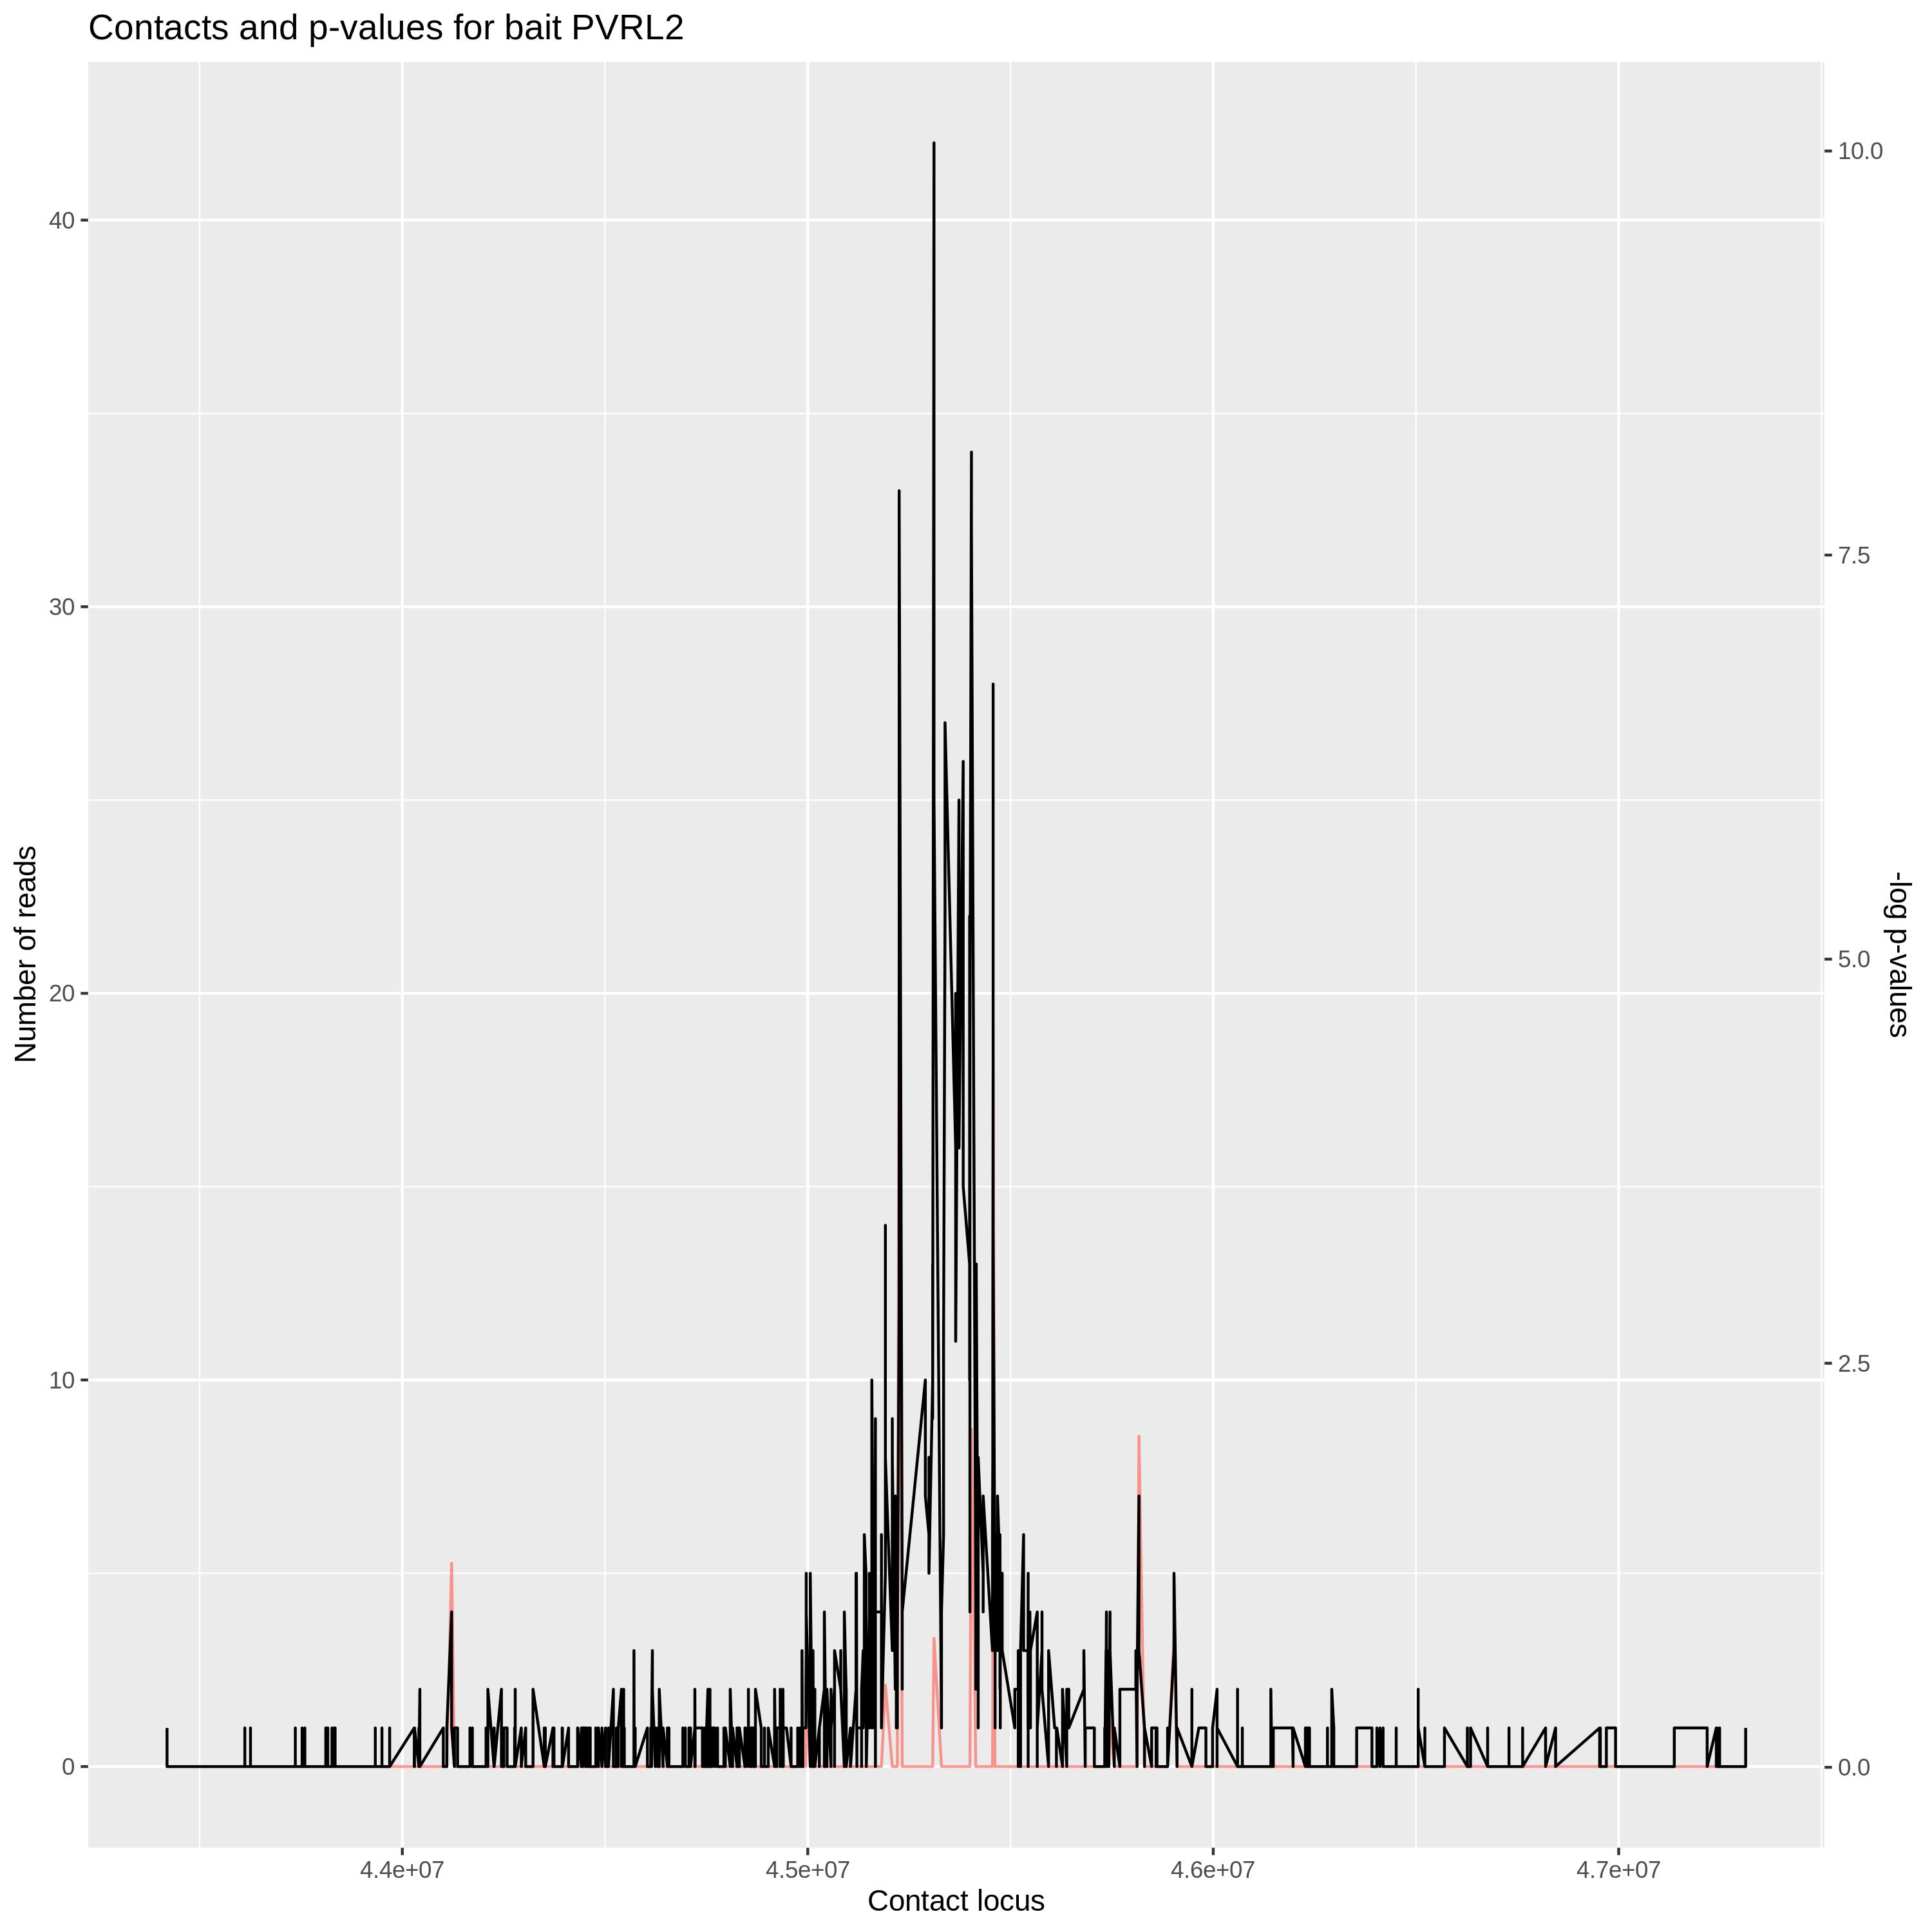 Contacts and p-values for bait PVRL2
Number of reads
40
30
20
10
0
10.0
7.5
5.0
2.5
0.0
-log p-values
4.4e+07
4.5e+07
4.6e+07
4.7e+07
Contact locus